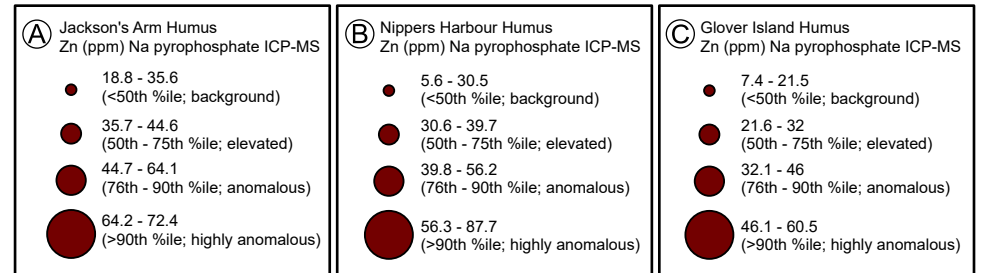 A Jackson's Arm Humus
Zn (ppm) Na pyrophosphate ICP-MS
18.8 - 35.6
(<50th %ile; background)
35.7 - 44.6
(50th - 75th %ile; elevated)
44.7 - 64.1
(76th - 90th %ile; anomalous)
64.2 - 72.4
(>90th %ile; highly anomalous)
B Nippers Harbour Humus
Zn (ppm) Na pyrophosphate ICP-MS
5.6 - 30.5
(<50th %ile; background)
30.6 - 39.7
(50th - 75th %ile; elevated)
39.8 - 56.2
(76th - 90th %ile; anomalous)
56.3 - 87.7
(>90th %ile; highly anomalous)
C Glover Island Humus
Zn (ppm) Na pyrophosphate ICP-MS
7.4 - 21.5
(<50th %ile; background)
21.6 - 32
(50th - 75th %ile; elevated)
32.1 - 46
(76th - 90th %ile; anomalous)
46.1 - 60.5
(>90th %ile; highly anomalous)